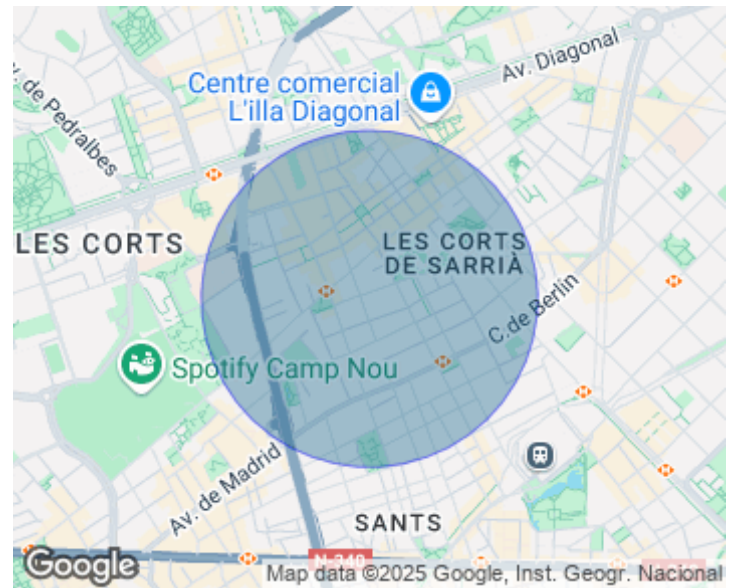 Av. de Pedralbes
Av. Diagonal
Centre comercial
L'illa Diagonal
LES CORTS
LES CORTS
DE SARRIÀ
C. de Berlín
Spotify Camp Nou
Av. de Madrid
SANTS
N-340
Google
Map data ©2025 Google, Inst. Geogr. Nacional